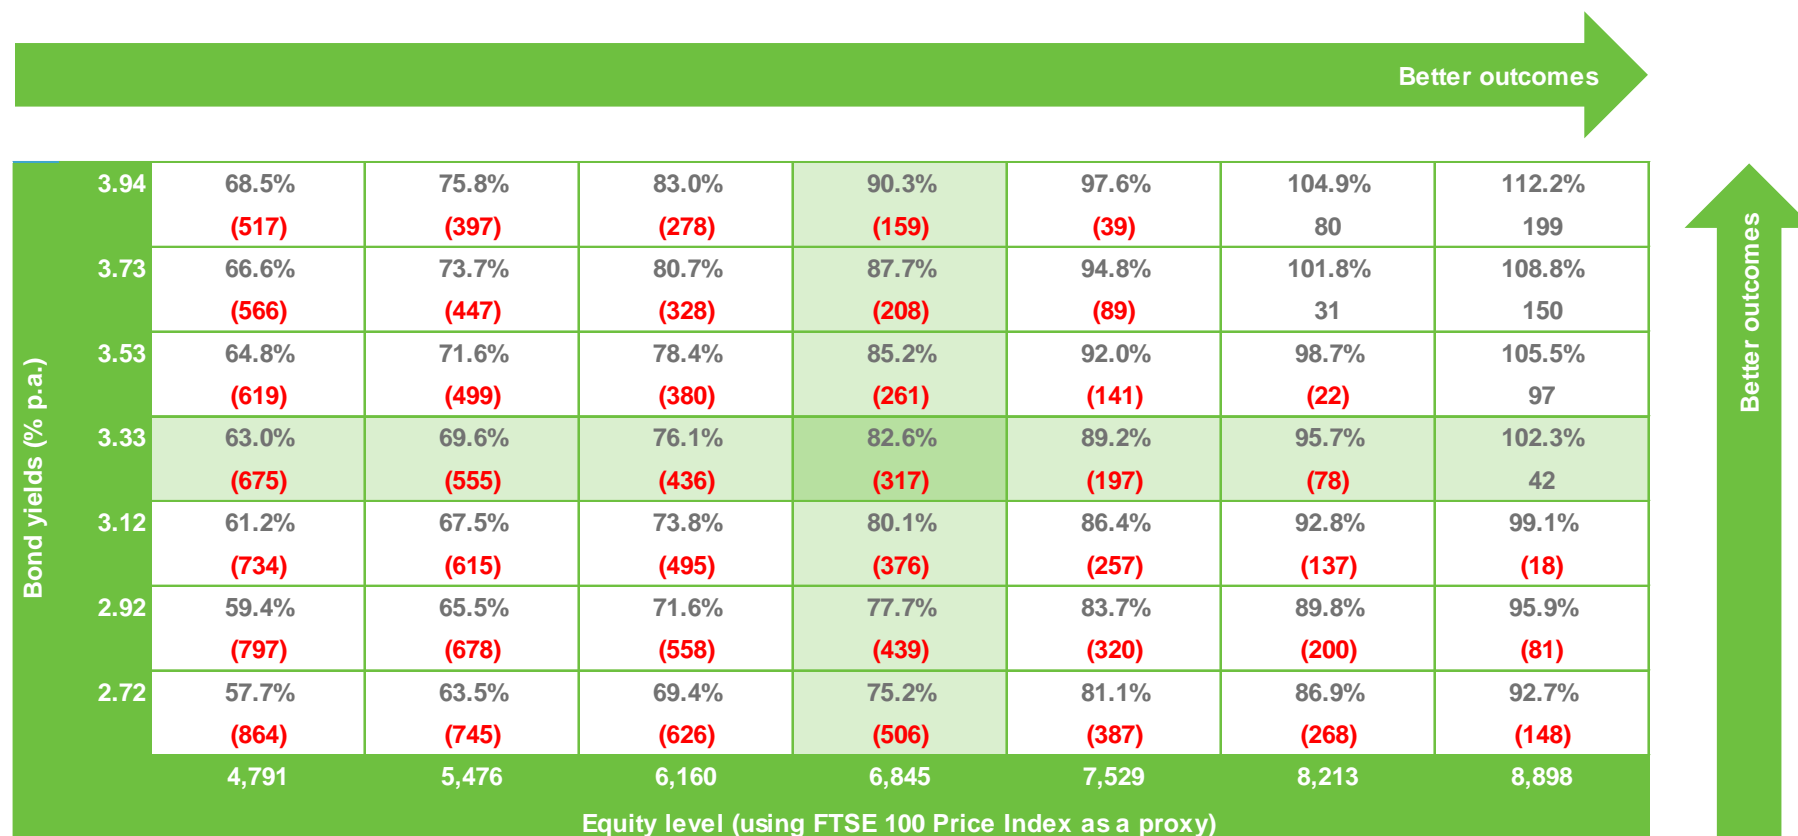 Better outcomes
3.94 68.5% 75.8% 83.0% 90.3% 97.6% 104.9% 112.2%
(517) (397) (278) (159) (39) 80 199
3.73 66.6% 73.7% 80.7% 87.7% 94.8% 101.8% 108.8%
(566) (447) (328) (208) (89) 31 150
3.53 64.8% 71.6% 78.4% 85.2% 92.0% 98.7% 105.5%
(619) (499) (380) (261) (141) (22) 97
3.33 63.0% 69.6% 76.1% 82.6% 89.2% 95.7% 102.3%
(675) (555) (436) (317) (197) (78) 42
3.12 61.2% 67.5% 73.8% 80.1% 86.4% 92.8% 99.1%
(734) (615) (495) (376) (257) (137) (18)
2.92 59.4% 65.5% 71.6% 77.7% 83.7% 89.8% 95.9%
(797) (678) (558) (439) (320) (200) (81)
2.72 57.7% 63.5% 69.4% 75.2% 81.1% 86.9% 92.7%
(864) (745) (626) (506) (387) (268) (148)
4,791 5,476 6,160 6,845 7,529 8,213 8,898
Equity level (using FTSE 100 Price Index as a proxy)
Bond yields (% p.a.)
Better outcomes